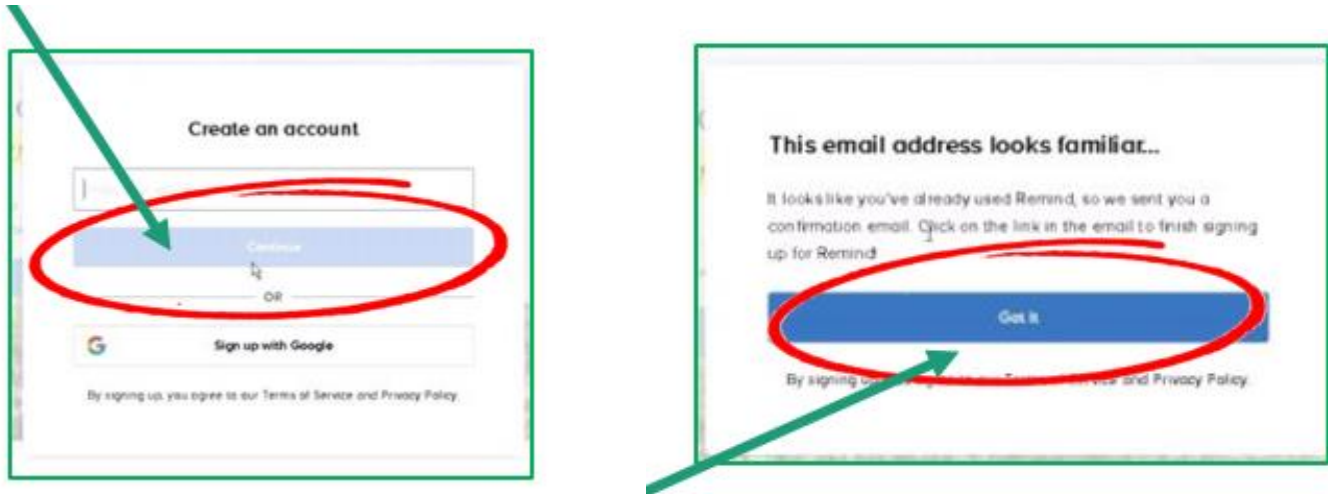 Create an account
Continue
OR
Sign up with Google
By signing up, you agree to our Terms of Service and Privacy Policy.
This email address looks familiar...
It looks like you've already used Remind, so we sent you a
confirmation email. Click on the link in the email to finish signing
up for Remind!
Got it
By signing Terms of Service and Privacy Policy.